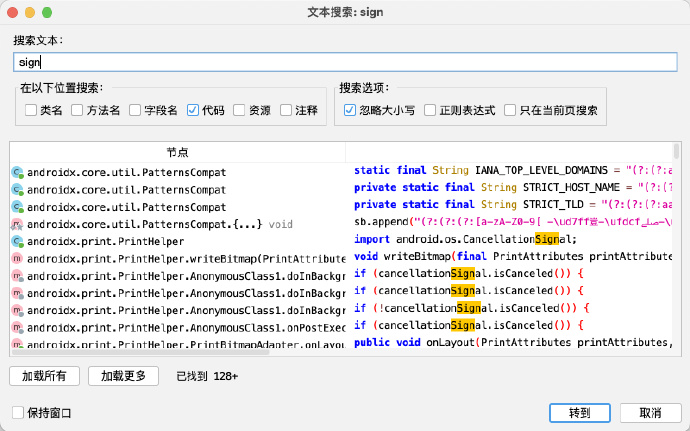 文本搜索: sign
搜索文本:
sign
在以下位置搜索:
类名 方法名 字段名 代码 资源 注释
搜索选项:
忽略大小写 正则表达式 只在当前页搜索
节点
androidx.core.util.PatternsCompat static final String IANA_TOP_LEVEL_DOMAINS = "(?:(?:aa
androidx.core.util.PatternsCompat private static final String STRICT_HOST_NAME = "(?:(?
androidx.core.util.PatternsCompat private static final String STRICT_TLD = "(?:(?:aa
androidx.core.util.PatternsCompat.{...} void sb.append("(?:(?:(?:[a-zA-Z0-9[
androidx.print.PrintHelper import android.os.CancellationSignal;
androidx.print.PrintHelper.writeBitmap(PrintAttribute void writeBitmap(final PrintAttributes printAttribute
androidx.print.PrintHelper.AnonymousClass1.doInBackgr if (cancellationSignal.isCanceled()) {
androidx.print.PrintHelper.AnonymousClass1.doInBackgr if (cancellationSignal.isCanceled()) {
androidx.print.PrintHelper.AnonymousClass1.doInBackgr if (!cancellationSignal.isCanceled()) {
androidx.print.PrintHelper.AnonymousClass1.onPostExec if (cancellationSignal.isCanceled()) {
androidx.print.PrintHelper.PrintBitmapAdapter.onLayou public void onLayout(PrintAttributes printAttributes,
加载所有 加载更多 已找到 128+
保持窗口 转到 取消